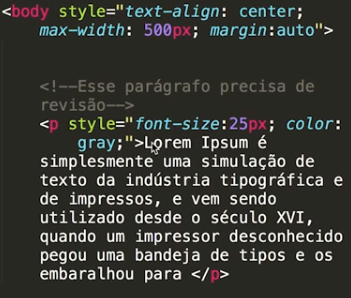 <body style="text-align: center;
max-width: 500px; margin:auto">
<!--Esse parágrafo precisa de
revisão-->
<p style="font-size:25px; color:
gray;">Lorem Ipsum é
simplesmente uma simulação de
texto da indústria tipográfica e
de impressos, e vem sendo
utilizado desde o século XVI,
quando um impressor desconhecido
pegou uma bandeja de tipos e os
embaralhou para </p>